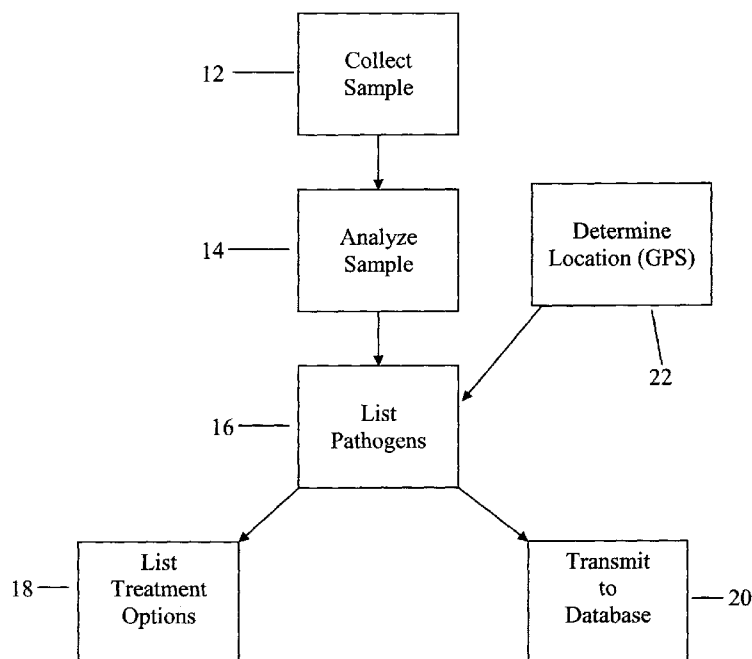 12
Collect
Sample
14
Analyze
Sample
Determine
Location (GPS)
22
16
List
Pathogens
18
List
Treatment
Options
Transmit
to
Database
20